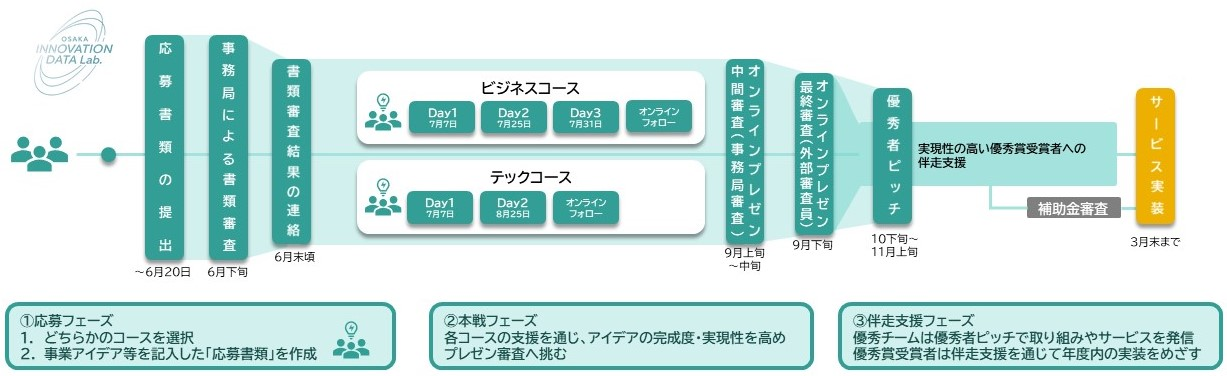 OSAKA
INNOVATION
DATA Lab.
応募書類の提出
～6月20日
事務局による書類審査
6月下旬
書類審査結果の連絡
6月末頃
ビジネスコース
Day1
7月7日
Day2
7月25日
Day3
7月31日
オンライン
フォロー
テックコース
Day1
7月7日
Day2
8月25日
オンライン
フォロー
オンラインプレゼン
中間審査(事務局審査)
9月上旬
～中旬
オンラインプレゼン
最終審査(外部審査員)
9月下旬
優秀者ピッチ
10下旬～
11月上旬
実現性の高い優秀賞受賞者への
伴走支援
補助金審査
サービス実装
3月末まで
①応募フェーズ
1. どちらかのコースを選択
2. 事業アイデア等を記入した「応募書類」を作成
②本戦フェーズ
各コースの支援を通じ、アイデアの完成度・実現性を高め
プレゼン審査へ挑む
③伴走支援フェーズ
優秀チームは優秀者ピッチで取り組みやサービスを発信
優秀賞受賞者は伴走支援を通じて年度内の実装をめざす